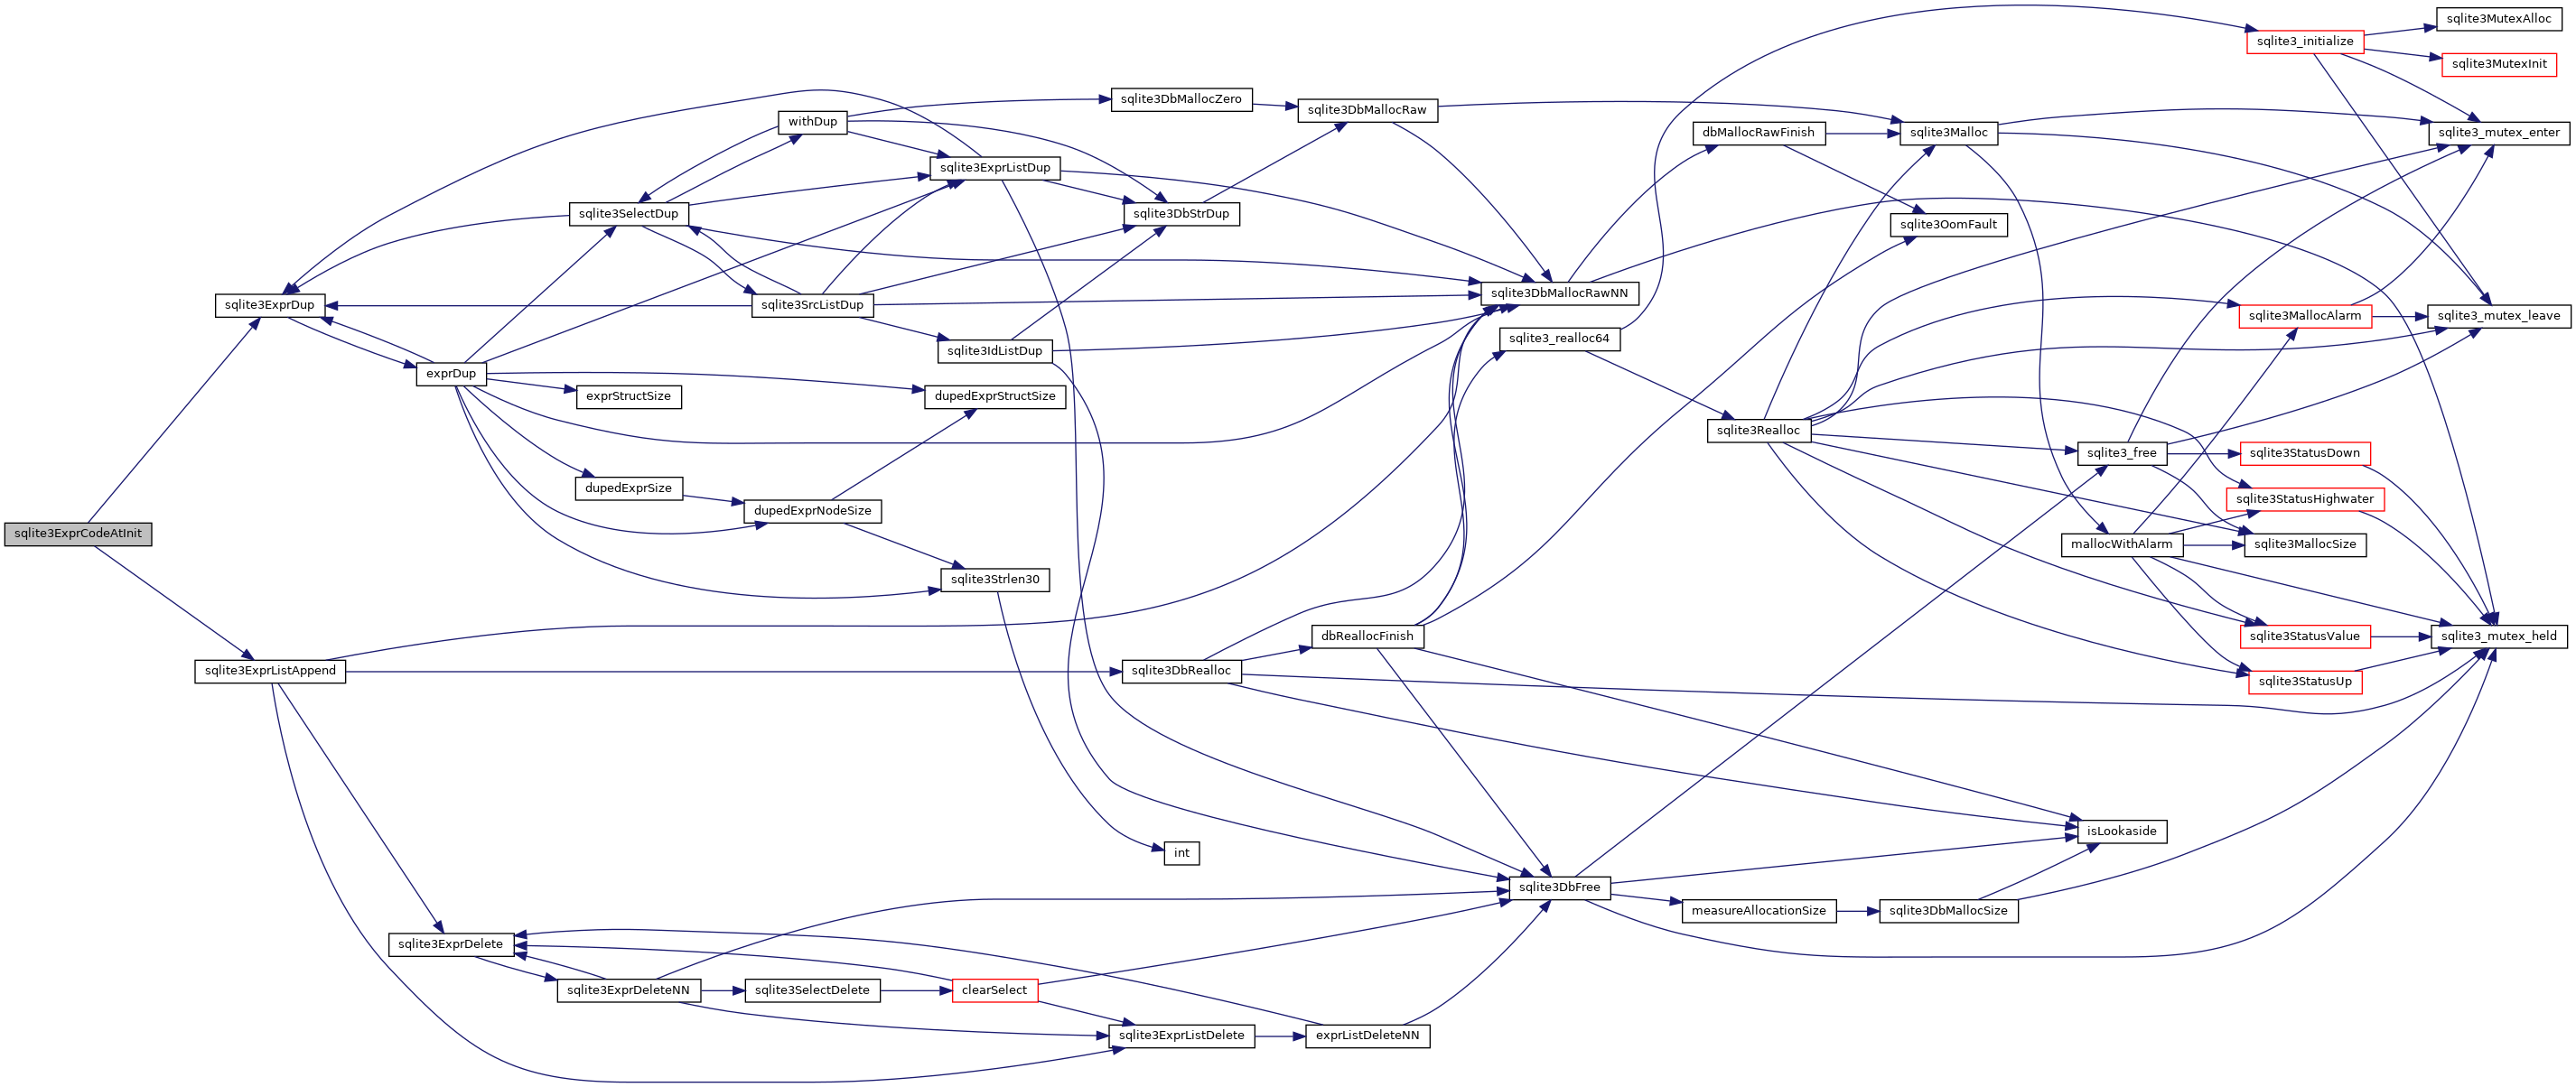 sqlite3ExprCodeAtInit
sqlite3ExprDup
sqlite3ExprListAppend
exprDup
sqlite3ExprDelete
sqlite3SelectDup
exprStructSize
dupedExprSize
sqlite3ExprDeleteNN
withDup
sqlite3SrcListDup
dupedExprNodeSize
sqlite3SelectDelete
sqlite3ExprListDup
sqlite3IdListDup
dupedExprStructSize
sqlite3Strlen30
clearSelect
sqlite3DbMallocZero
sqlite3DbStrDup
sqlite3DbRealloc
int
sqlite3ExprListDelete
sqlite3DbMallocRaw
dbReallocFinish
exprListDeleteNN
sqlite3DbMallocRawNN
sqlite3_realloc64
sqlite3DbFree
dbMallocRawFinish
sqlite3Realloc
measureAllocationSize
sqlite3Malloc
sqlite3OomFault
sqlite3DbMallocSize
sqlite3_free
mallocWithAlarm
isLookaside
sqlite3_initialize
sqlite3MallocAlarm
sqlite3StatusDown
sqlite3StatusHighwater
sqlite3MallocSize
sqlite3StatusValue
sqlite3StatusUp
sqlite3MutexAlloc
sqlite3MutexInit
sqlite3_mutex_enter
sqlite3_mutex_leave
sqlite3_mutex_held